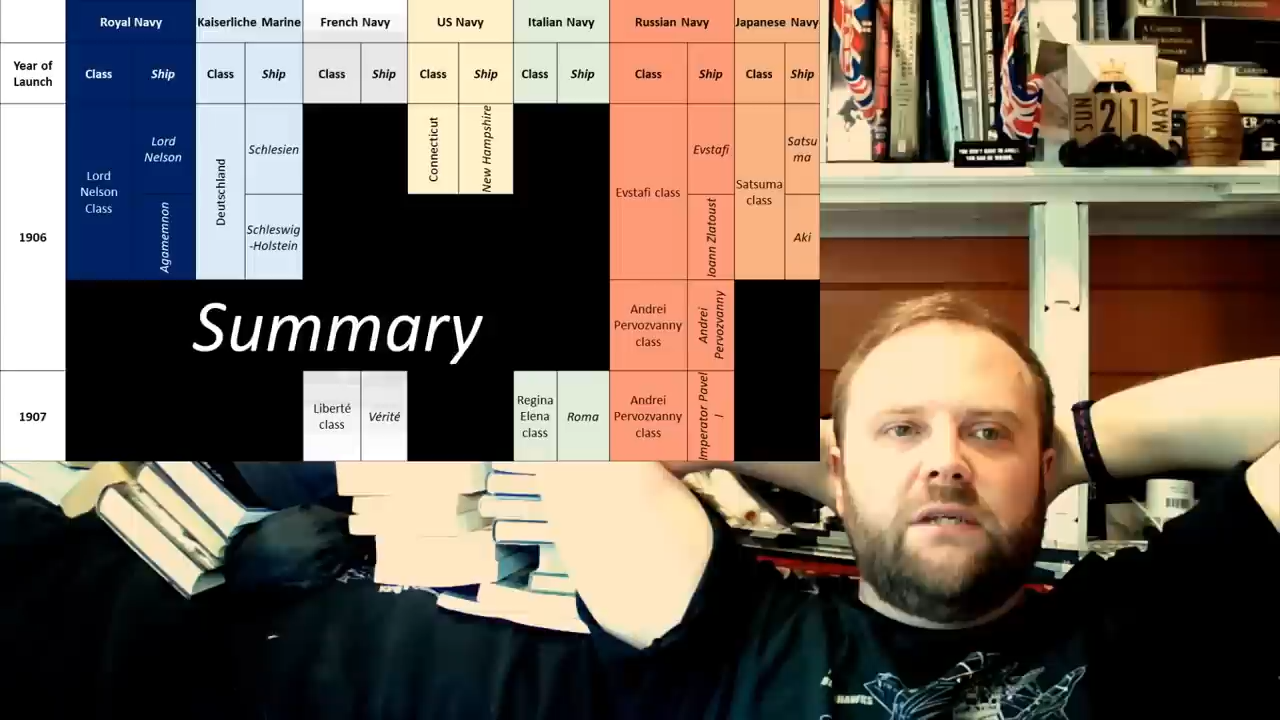 Royal Navy
Kaiserliche Marine
French Navy
US Navy
Italian Navy
Russian Navy
Japanese Navy
Year of
Launch
Class
Ship
Class
Ship
Class
Ship
Class
Ship
Class
Ship
Class
Ship
Class
Ship
1906
Lord
Nelson
Class
Lord
Nelson
Agamemnon
Deutschland
Schlesien
Schleswig
-Holstein
Connecticut
New Hampshire
Evstafi class
Evstafi
Ioann Zlatoust
Satsuma
class
Satsu
ma
Aki
Andrei
Pervozvanny
class
Andrei
Pervozvanny
Summary
1907
Liberté
class
Vérité
Regina
Elena
class
Roma
Andrei
Pervozvanny
class
Imperator Pavel
I
SUN
21
MAY